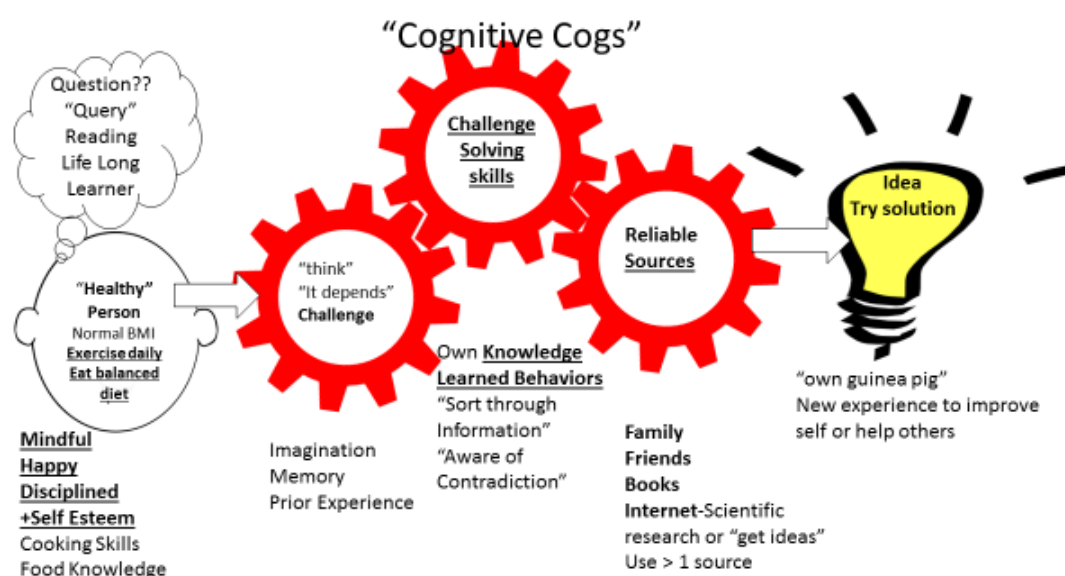 “Cognitive Cogs”
Question??
“Query”
Reading
Life Long
Learner
“Healthy”
Person
Normal BMI
Exercise daily
Eat balanced
diet
Mindful
Happy
Disciplined
+Self Esteem
Cooking Skills
Food Knowledge
“think”
“It depends”
Challenge
Imagination
Memory
Prior Experience
Challenge
Solving
skills
Own Knowledge
Learned Behaviors
“Sort through
Information”
“Aware of
Contradiction”
Reliable
Sources
Family
Friends
Books
Internet-Scientific
research or “get ideas”
Use > 1 source
Idea
Try solution
“own guinea pig”
New experience to improve
self or help others